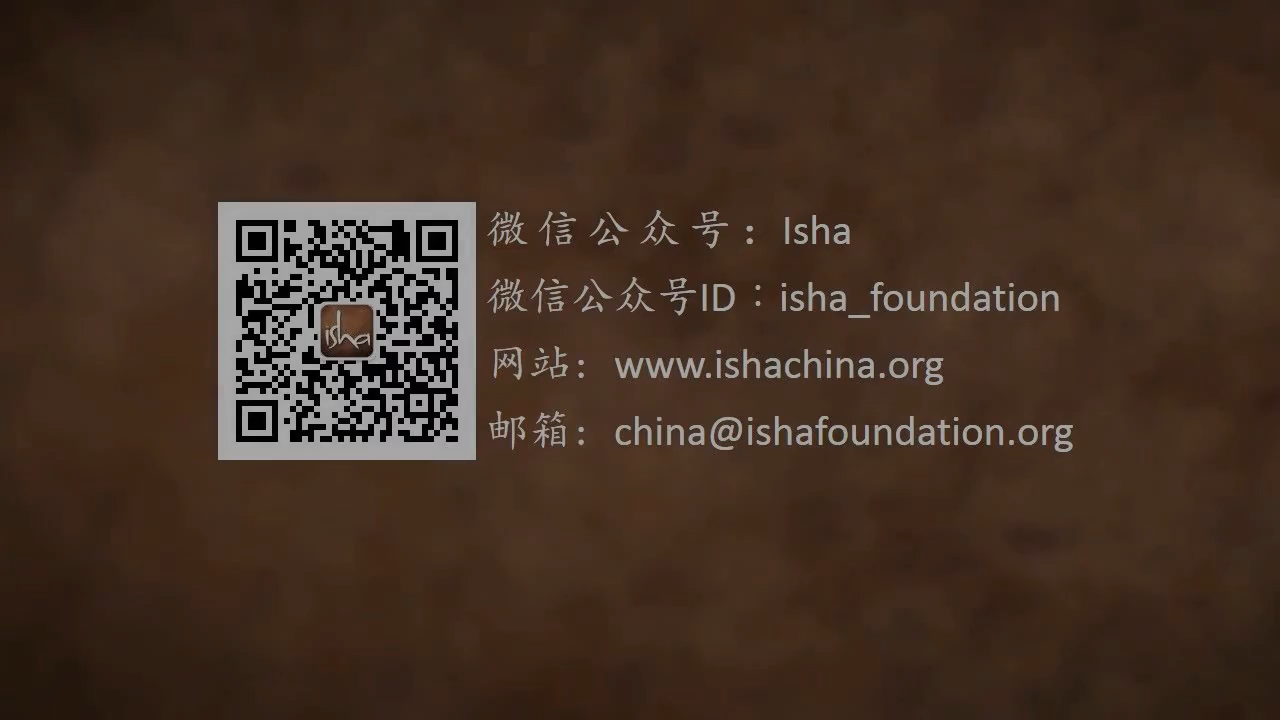 微信公众号：Isha
微信公众号ID：isha_foundation
isha
网站：www.ishachina.org
邮箱：china@ishafoundation.org